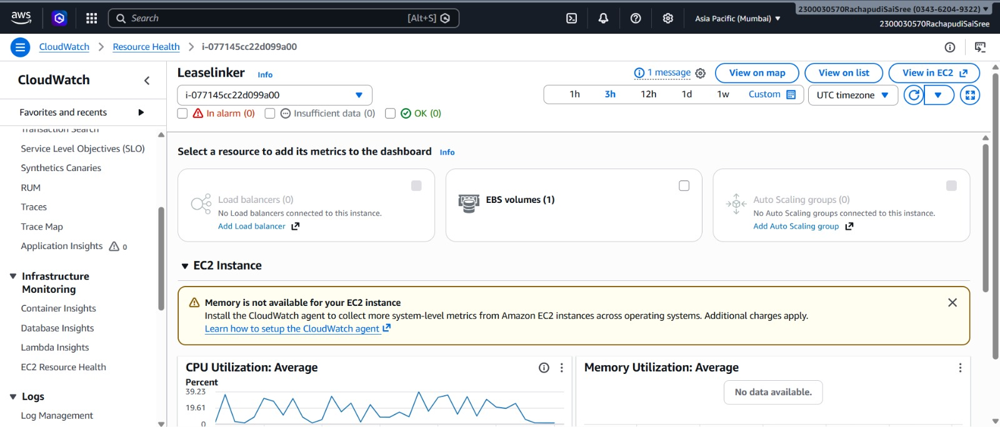 aws
Search
[Alt+S]
Asia Pacific (Mumbai)
2300030570RachapudiSaiSree (0343-6204-9322)
2300030570RachapudiSaiSree
CloudWatch
Resource Health
i-077145cc22d099a00
CloudWatch
Favorites and recents
Transaction Search
Service Level Objectives (SLO)
Synthetics Canaries
RUM
Traces
Trace Map
Application Insights 0
Infrastructure
Monitoring
Container Insights
Database Insights
Lambda Insights
EC2 Resource Health
Logs
Log Management
Leaselinker Info
1 message
View on map
View on list
View in EC2
i-077145cc22d099a00
1h 3h 12h 1d 1w Custom
UTC timezone
In alarm (0) Insufficient data (0) OK (0)
Select a resource to add its metrics to the dashboard Info
Load balancers (0)
No Load balancers connected to this instance.
Add Load balancer
EBS volumes (1)
Auto Scaling groups (0)
No Auto Scaling groups connected to this instance.
Add Auto Scaling group
EC2 Instance
Memory is not available for your EC2 instance
Install the CloudWatch agent to collect more system-level metrics from Amazon EC2 instances across operating systems. Additional charges apply.
Learn how to setup the CloudWatch agent
CPU Utilization: Average
Percent
39.23
19.61
0
Memory Utilization: Average
No data available.